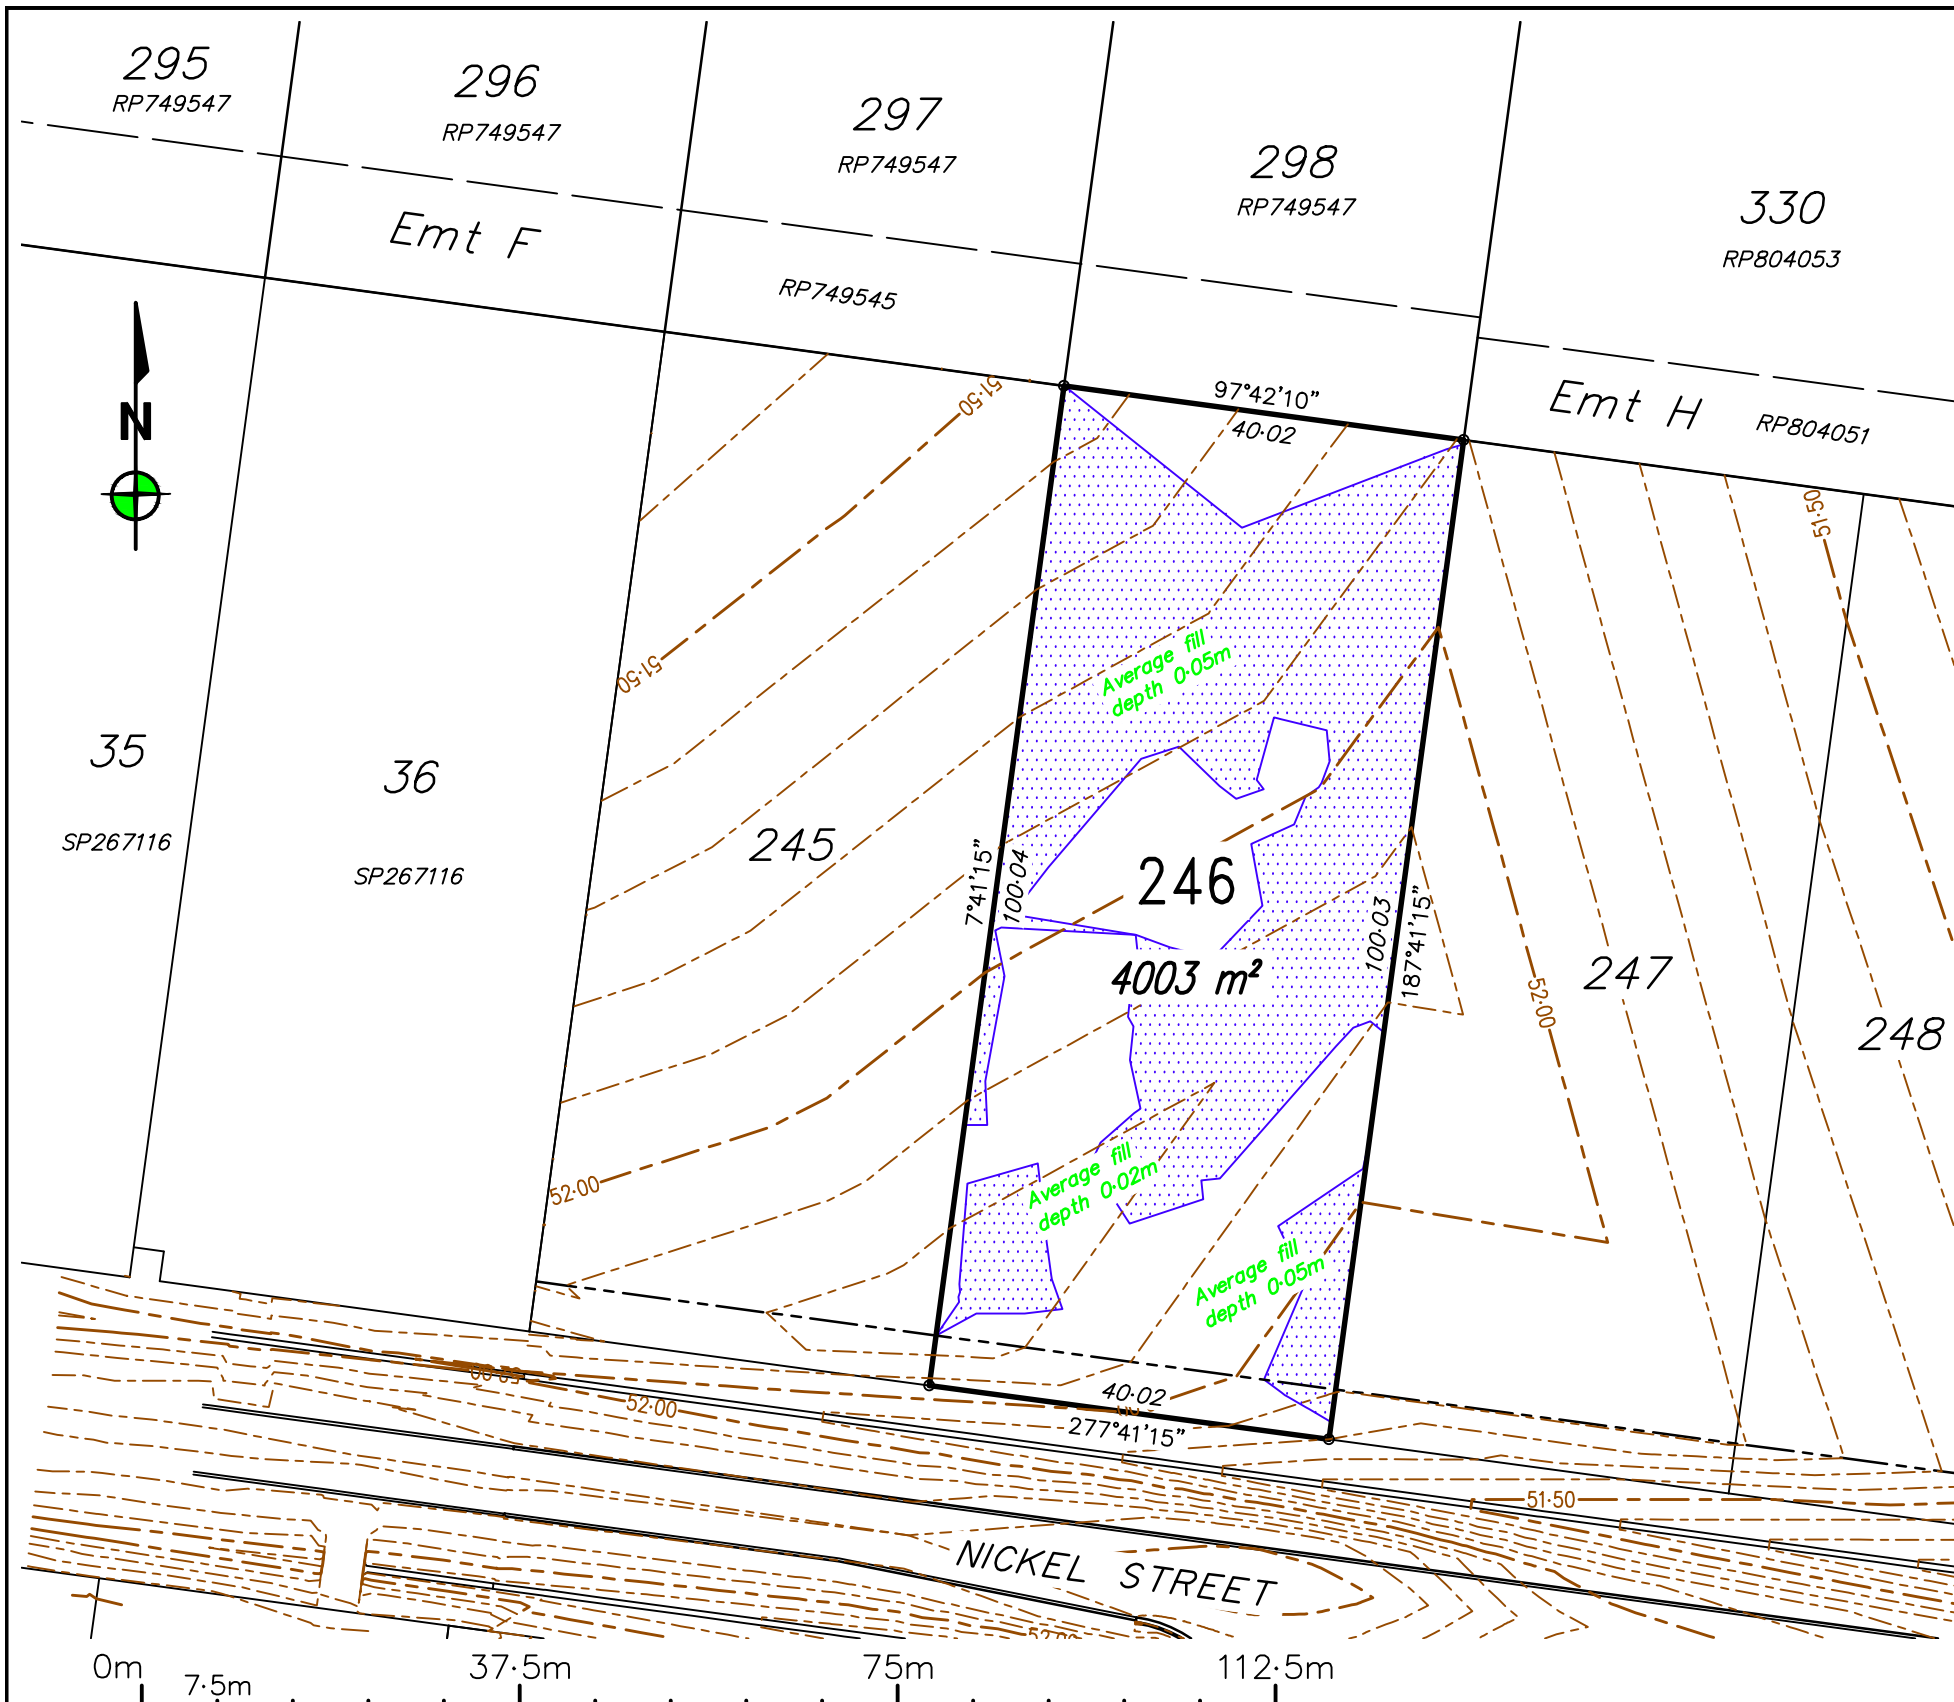 295
RP749547
296
RP749547
297
RP749547
298
RP749547
330
RP804053
Emt F
RP749545
Emt H
RP804051
N
97°42'10"
40·02
51·50
51·50
51·50
Average fill
depth 0·05m
35
SP267116
36
SP267116
245
246
4003 m²
7°41'15"
100·04
100·03
187°41'15"
247
248
52·00
52·00
Average fill
depth 0·02m
Average fill
depth 0·05m
52·00
40·02
277°41'15"
51·50
NICKEL STREET
0m
7·5m
37·5m
75m
112·5m